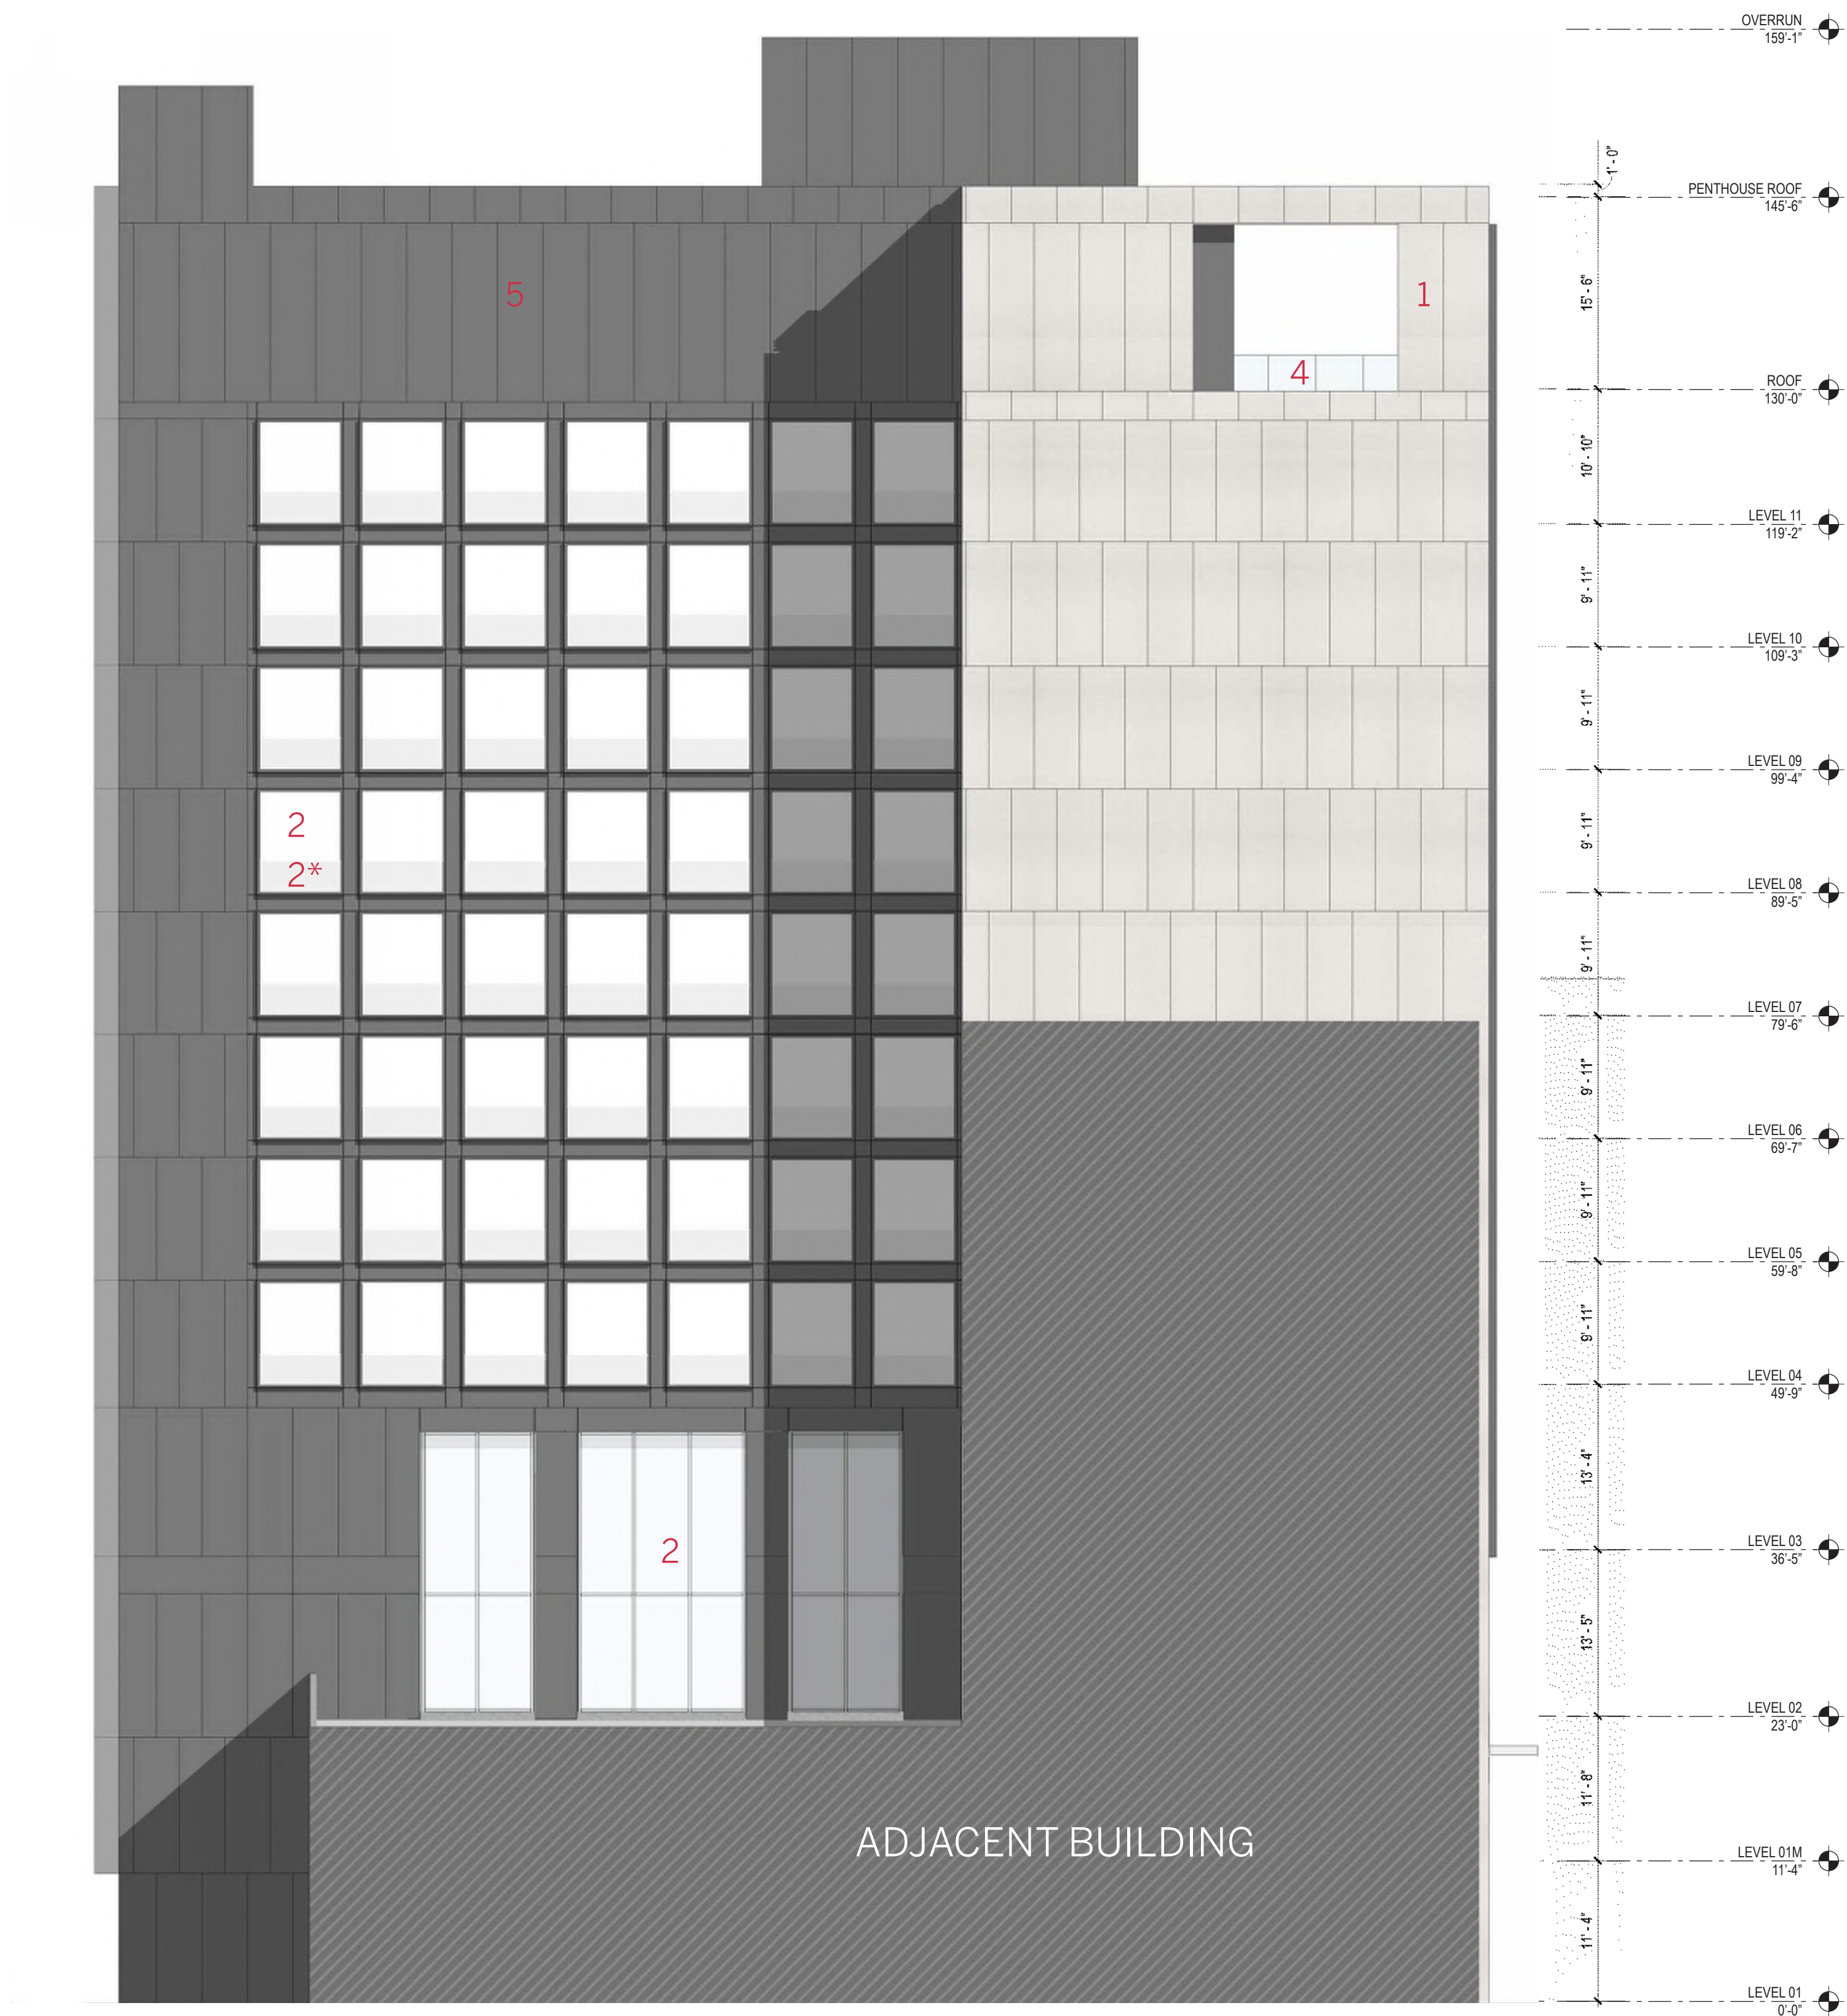 OVERRUN
159'-1"
1' - 0"
PENTHOUSE ROOF
145'-6"
5
1
15' - 6"
4
ROOF
130'-0"
10' - 10"
LEVEL 11
119'-2"
9' - 11"
LEVEL 10
109'-3"
9' - 11"
LEVEL 09
99'-4"
2
9' - 11"
2*
LEVEL 08
89'-5"
9' - 11"
LEVEL 07
79'-6"
9' - 11"
LEVEL 06
69'-7"
9' - 11"
LEVEL 05
59'-8"
9' - 11"
LEVEL 04
49'-9"
13' - 4"
2
LEVEL 03
36'-5"
13' - 5"
LEVEL 02
23'-0"
11' - 8"
ADJACENT BUILDING
LEVEL 01M
11'-4"
11' - 4"
LEVEL 01
0'-0"